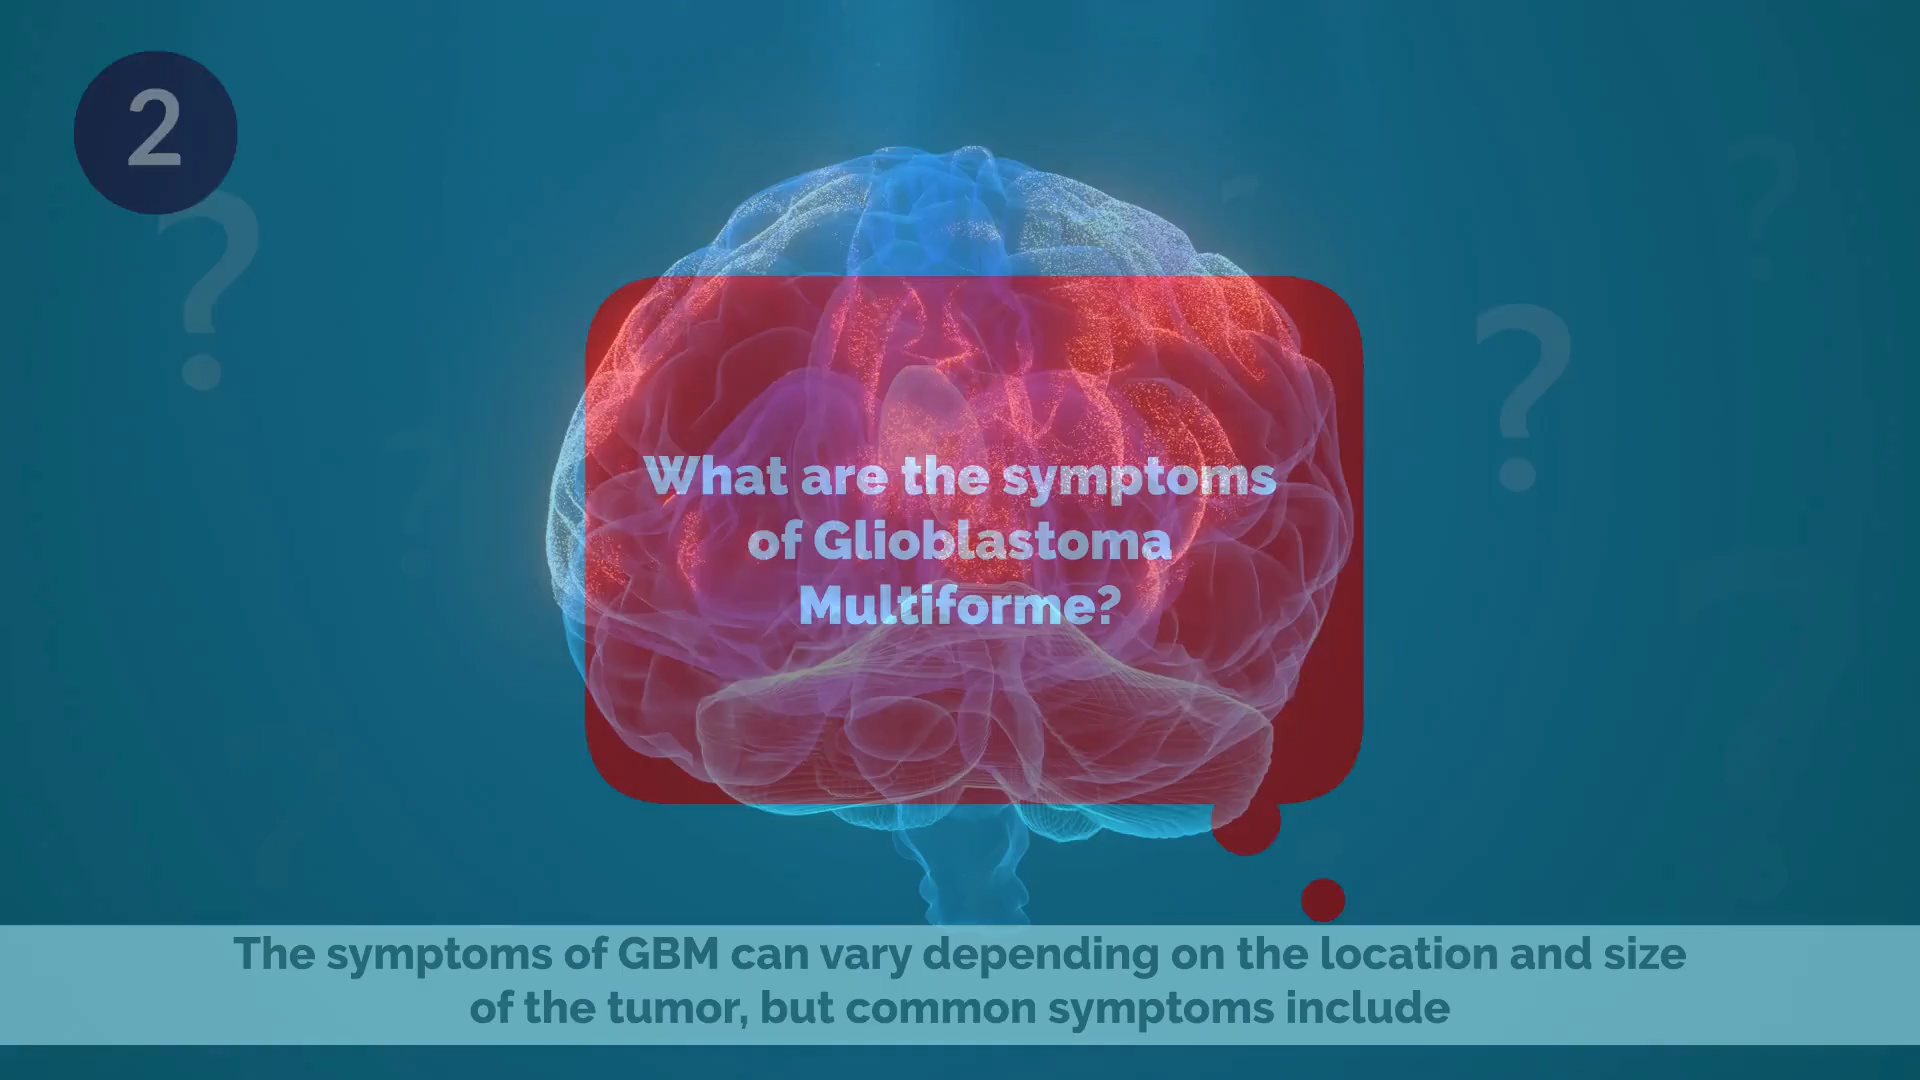 2
What are the symptoms
of Glioblastoma
Multiforme?
The symptoms of GBM can vary depending on the location and size
of the tumor, but common symptoms include